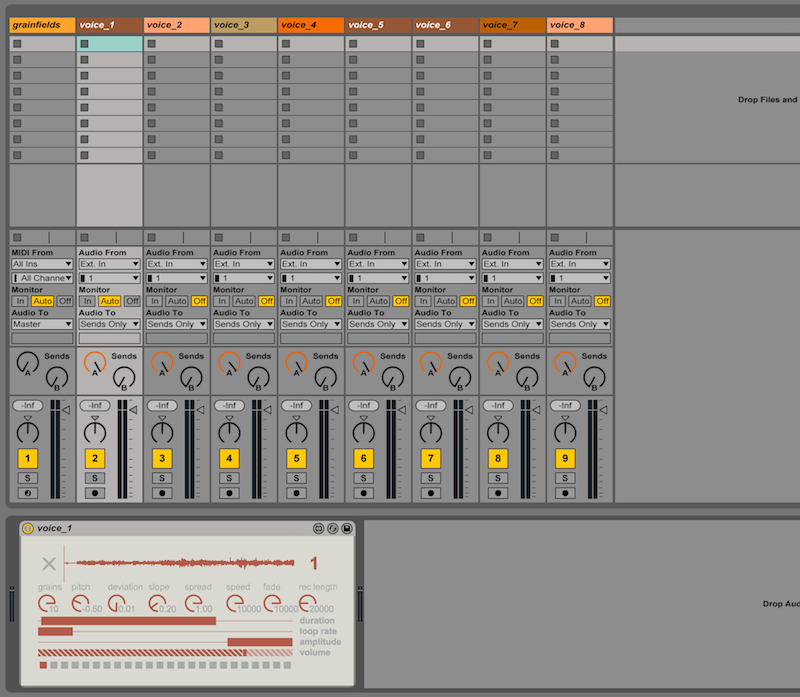 grainfields voice_1 voice_2 voice_3 voice_4 voice_5 voice_6 voice_7 voice_8
Drop Files and
MIDI From Audio From Audio From Audio From Audio From Audio From Audio From Audio From Audio From
All Ins Ext. In Ext. In Ext. In Ext. In Ext. In Ext. In Ext. In Ext. In
All Channe 1 1 1 1 1 1 1 1
Monitor Monitor Monitor Monitor Monitor Monitor Monitor Monitor Monitor
In Auto Off In Auto Off In Auto Off In Auto Off In Auto Off In Auto Off In Auto Off In Auto Off In Auto Off
Audio To Audio To Audio To Audio To Audio To Audio To Audio To Audio To Audio To
Master Sends Only Sends Only Sends Only Sends Only Sends Only Sends Only Sends Only Sends Only
Sends Sends Sends Sends Sends Sends Sends Sends Sends
A A A A A A A A A
B B B B B B B B B
-Inf -Inf -Inf -Inf -Inf -Inf -Inf -Inf -Inf
1 2 3 4 5 6 7 8 9
S S S S S S S S S
voice_1
1
grains pitch deviation slope spread speed fade rec length
10 -0.50 0.01 -0.20 1.00 10000 10000 20000
duration
loop rate
amplitude
volume
Drop Aud